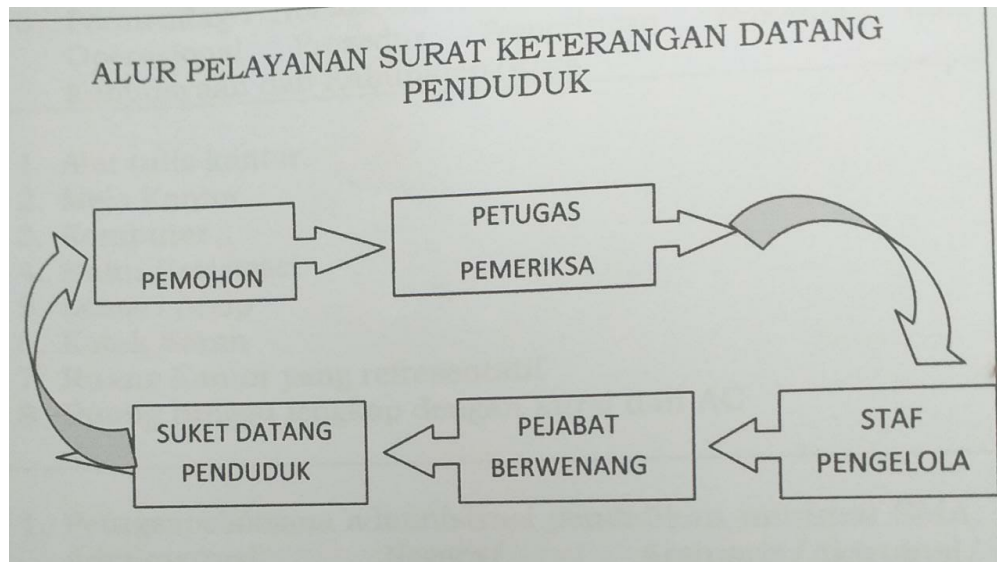 ALUR PELAYANAN SURAT KETERANGAN DATANG
PENDUDUK
PEMOHON
PETUGAS
PEMERIKSA
STAF
PENGELOLA
PEJABAT
BERWENANG
SUKET DATANG
PENDUDUK